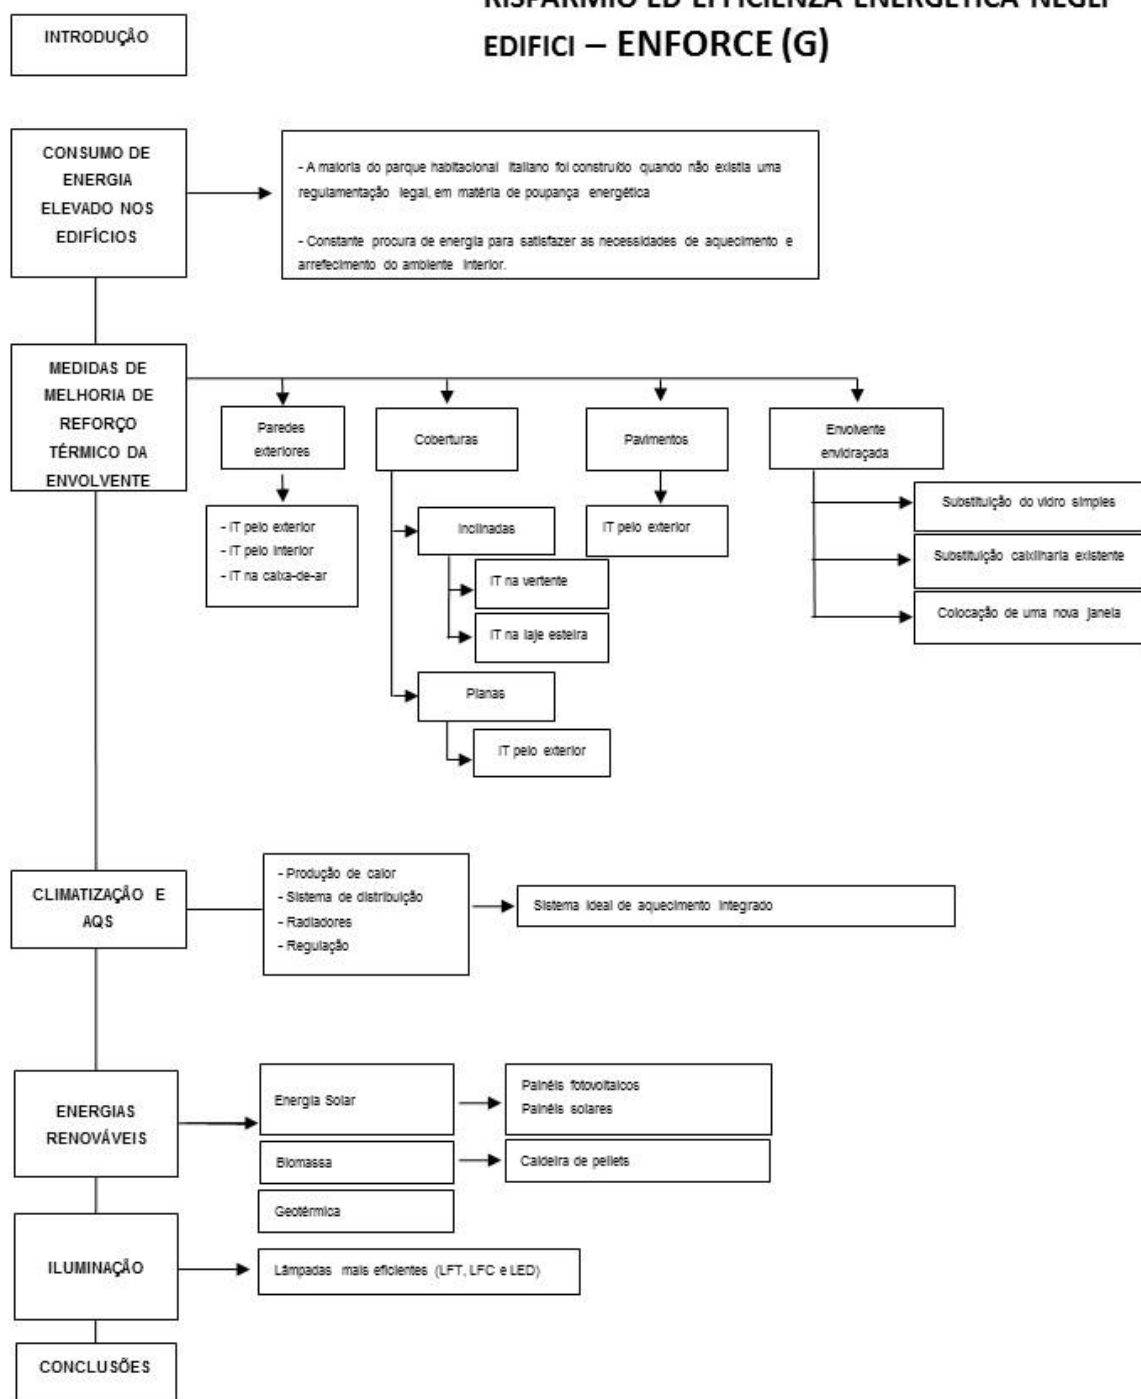 RISPARMIO ED EFFICIENZA ENERGETICA NEGLI
EDIFICI – ENFORCE (G)
INTRODUÇÃO
CONSUMO DE
ENERGIA
ELEVADO NOS
EDIFÍCIOS
- A maioria do parque habitacional italiano foi construído quando não existia uma
regulamentação legal, em matéria de poupança energética
- Constante procura de energia para satisfazer as necessidades de aquecimento e
arrefecimento do ambiente interior.
MEDIDAS DE
MELHORIA DE
REFORÇO
TÉRMICO DA
ENVOLVENTE
Paredes
exteriores
- IT pelo exterior
- IT pelo interior
- IT na caixa-de-ar
Coberturas
Inclinadas
IT na vertente
IT na laje esteira
Planas
IT pelo exterior
Pavimentos
IT pelo exterior
Envolvente
envidraçada
Substituição do vidro simples
Substituição caixilharia existente
Colocação de uma nova janela
CLIMATIZAÇÃO E
AQS
- Produção de calor
- Sistema de distribuição
- Radiadores
- Regulação
Sistema ideal de aquecimento integrado
ENERGIAS
RENOVÁVEIS
Energia Solar
Painéis fotovoltaicos
Painéis solares
Biomassa
Caldeira de pellets
Geotérmica
ILUMINAÇÃO
Lâmpadas mais eficientes (LFT, LFC e LED)
CONCLUSÕES